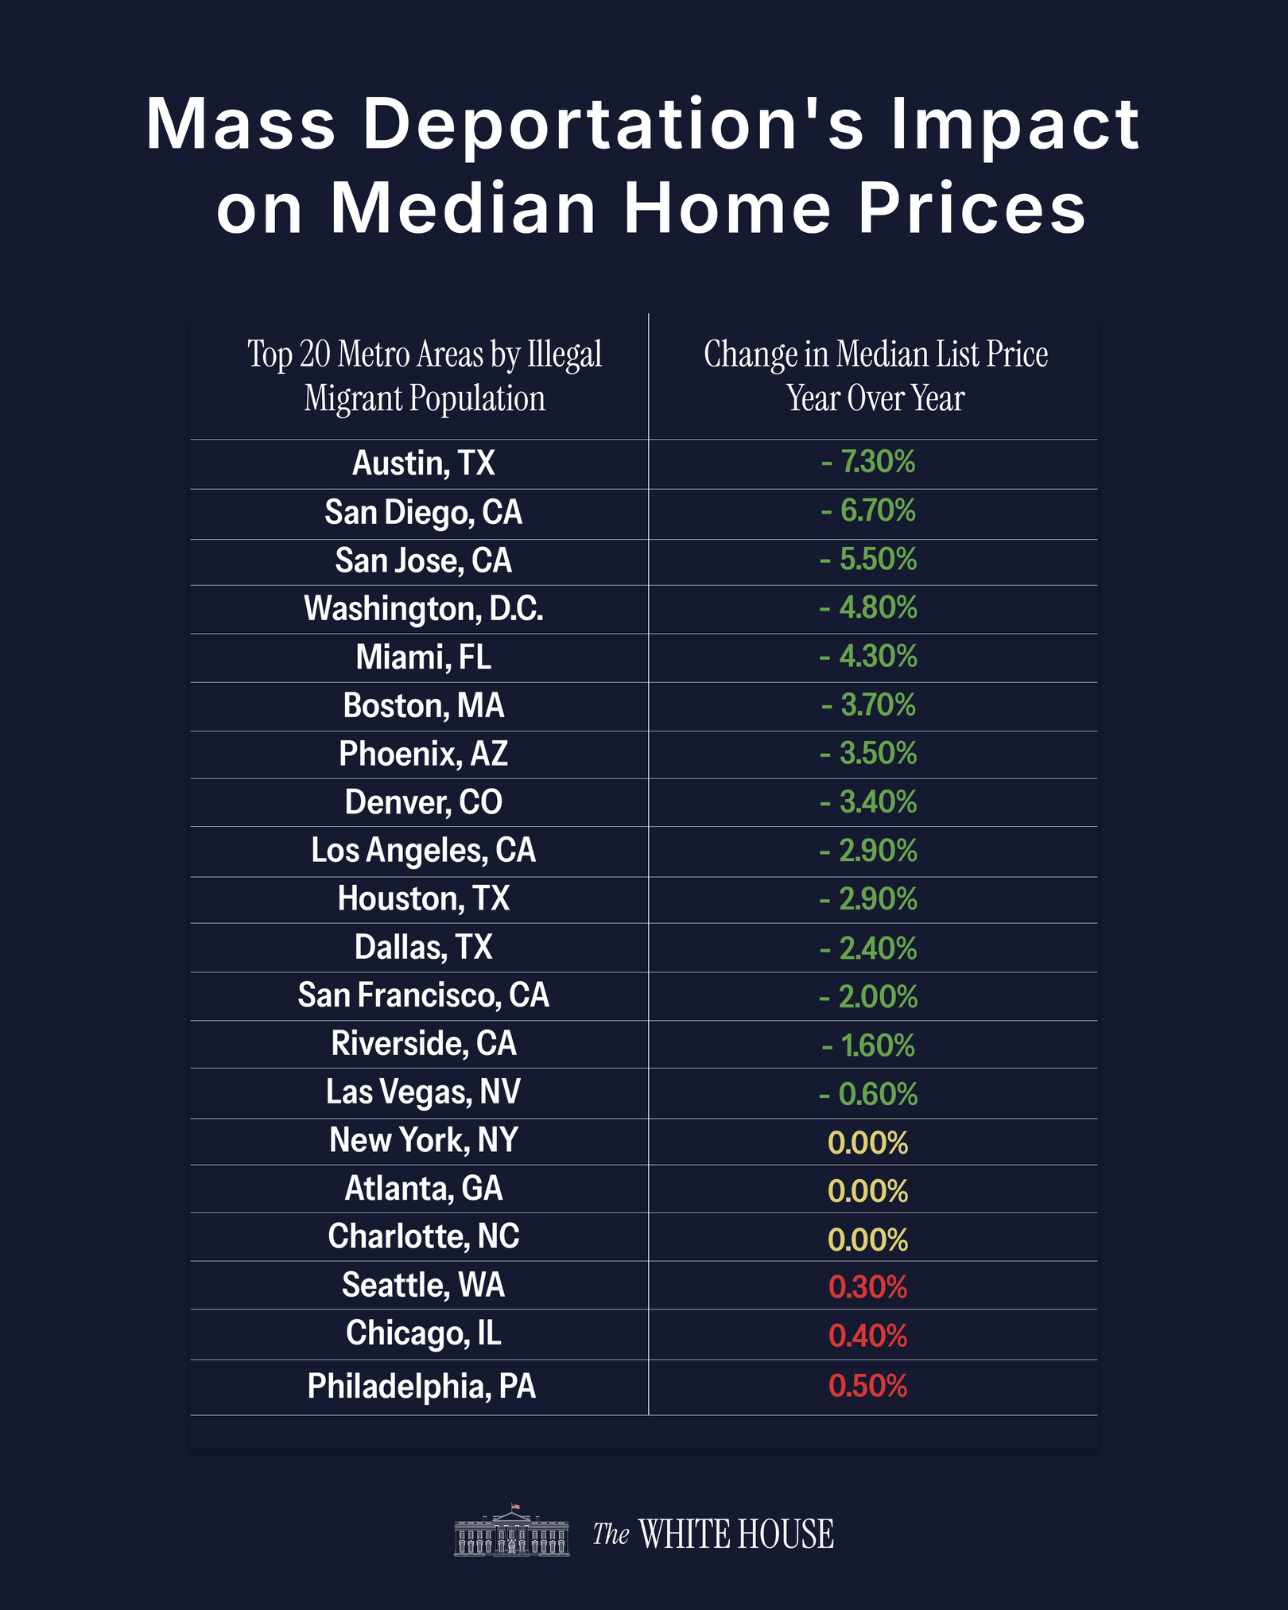 Mass Deportation's Impact
on Median Home Prices
Top 20 Metro Areas by Illegal
Migrant Population
Change in Median List Price
Year Over Year
Austin, TX
- 7.30%
San Diego, CA
- 6.70%
San Jose, CA
- 5.50%
Washington, D.C.
- 4.80%
Miami, FL
- 4.30%
Boston, MA
- 3.70%
Phoenix, AZ
- 3.50%
Denver, CO
- 3.40%
Los Angeles, CA
- 2.90%
Houston, TX
- 2.90%
Dallas, TX
- 2.40%
San Francisco, CA
- 2.00%
Riverside, CA
- 1.60%
Las Vegas, NV
- 0.60%
New York, NY
0.00%
Atlanta, GA
0.00%
Charlotte, NC
0.00%
Seattle, WA
0.30%
Chicago, IL
0.40%
Philadelphia, PA
0.50%
The WHITE HOUSE